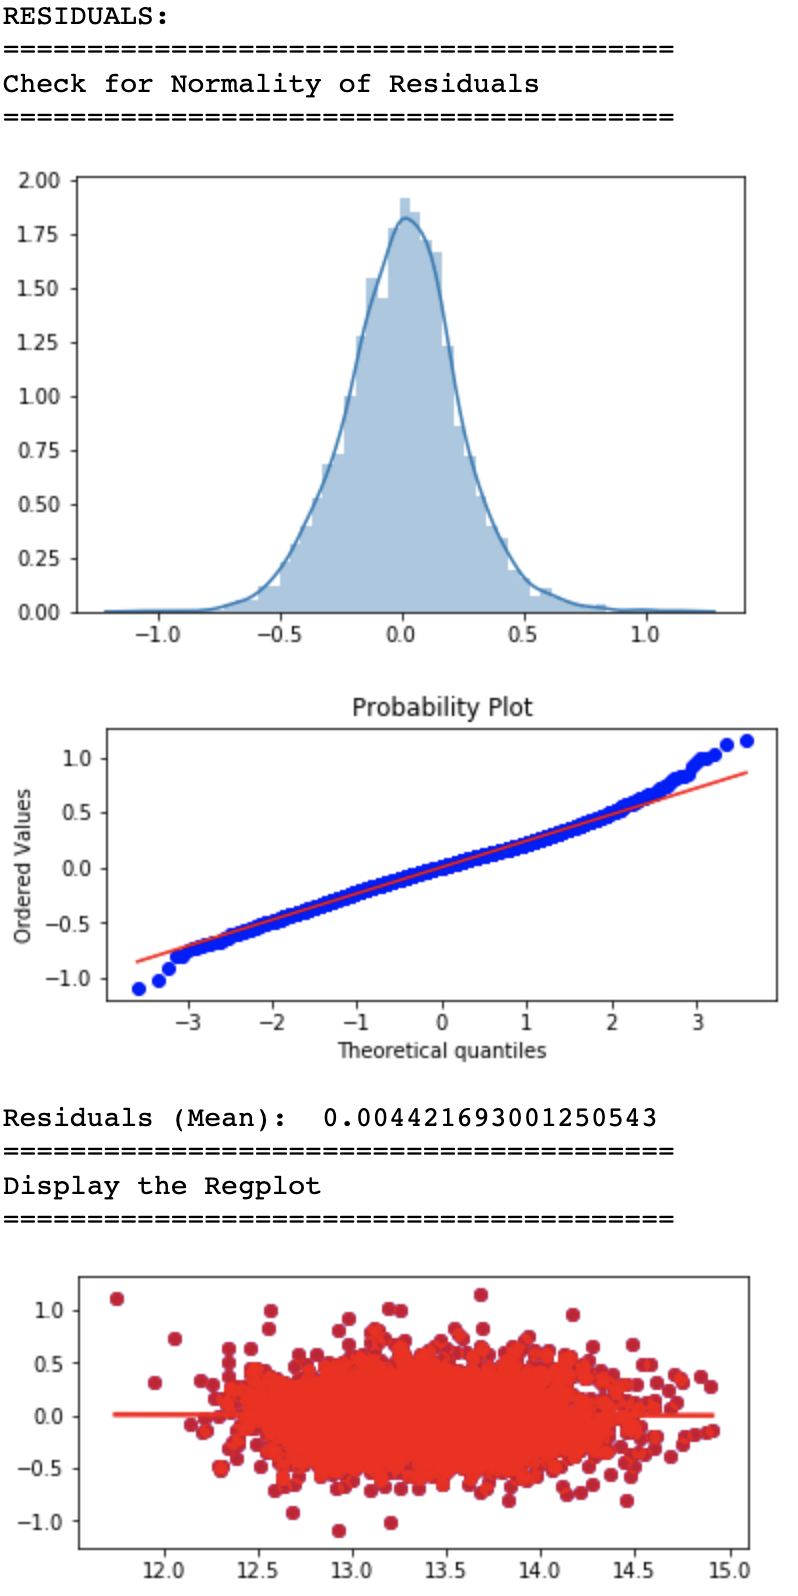 RESIDUALS:
========================================
Check for Normality of Residuals
========================================
2.00
1.75
1.50
1.25
1.00
0.75
0.50
0.25
0.00
−1.0 −0.5 0.0 0.5 1.0
Probability Plot
1.0
0.5
0.0
−0.5
−1.0
Ordered Values
−3 −2 −1 0 1 2 3
Theoretical quantiles
Residuals (Mean):  0.004421693001250543
========================================
Display the Regplot
========================================
1.0
0.5
0.0
−0.5
−1.0
12.0 12.5 13.0 13.5 14.0 14.5 15.0